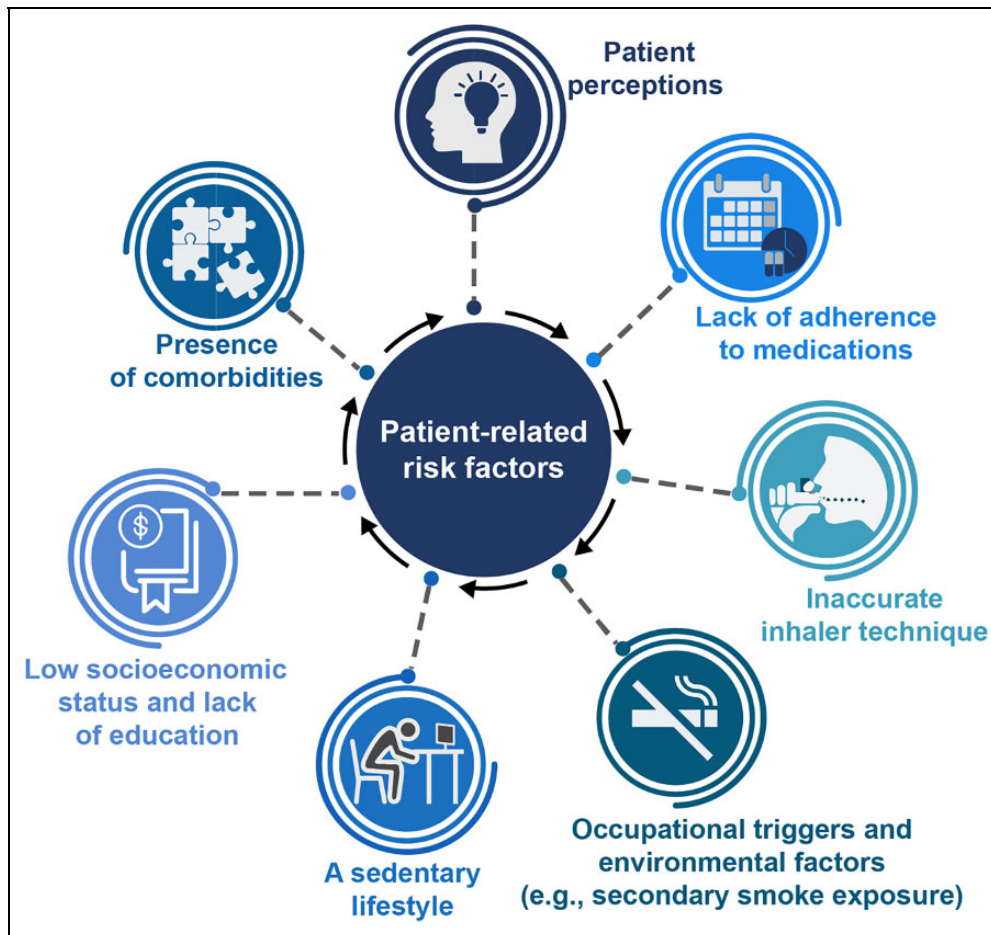 Patient
perceptions
Lack of adherence
to medications
Inaccurate
inhaler technique
Occupational triggers and
environmental factors
(e.g., secondary smoke exposure)
A sedentary
lifestyle
Low socioeconomic
status and lack
of education
$
Presence
of comorbidities
Patient-related
risk factors